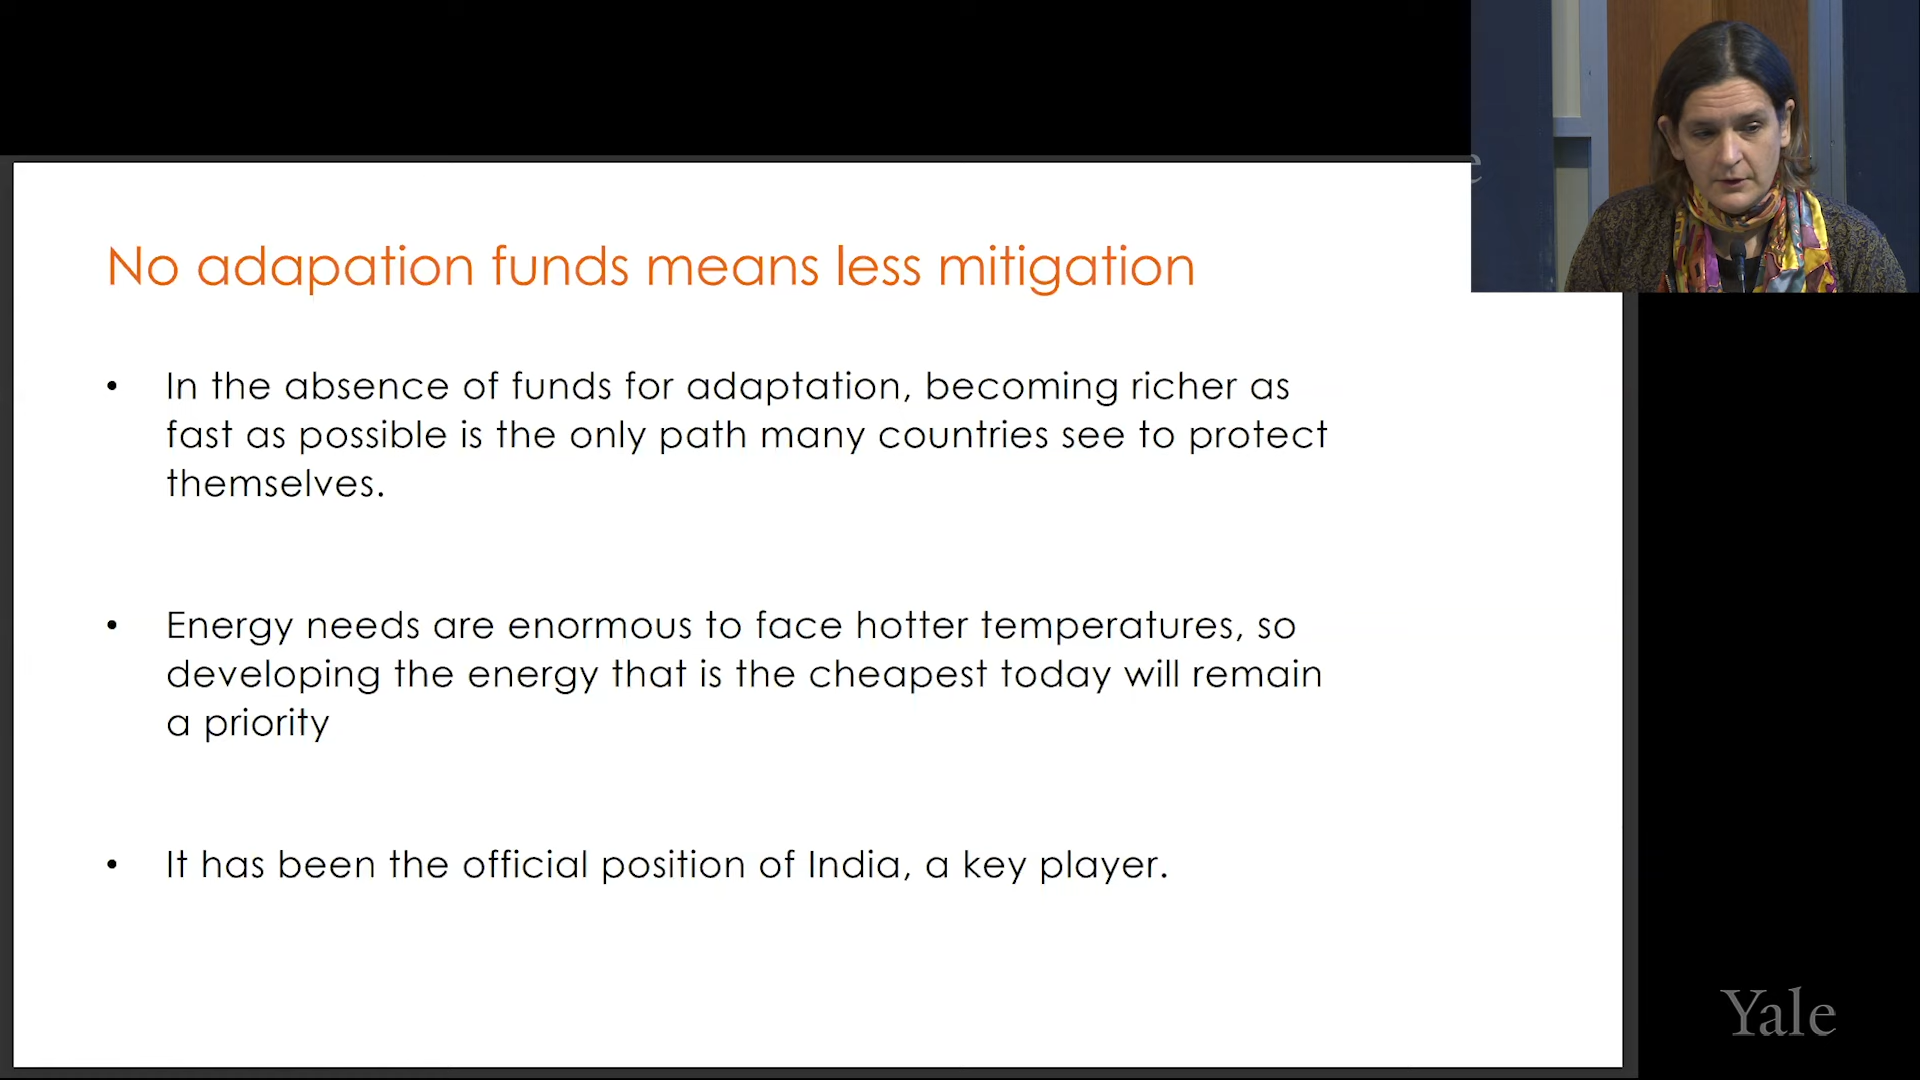 No adapation funds means less mitigation
• In the absence of funds for adaptation, becoming richer as
fast as possible is the only path many countries see to protect
themselves.
• Energy needs are enormous to face hotter temperatures, so
developing the energy that is the cheapest today will remain
a priority
• It has been the official position of India, a key player.
Yale